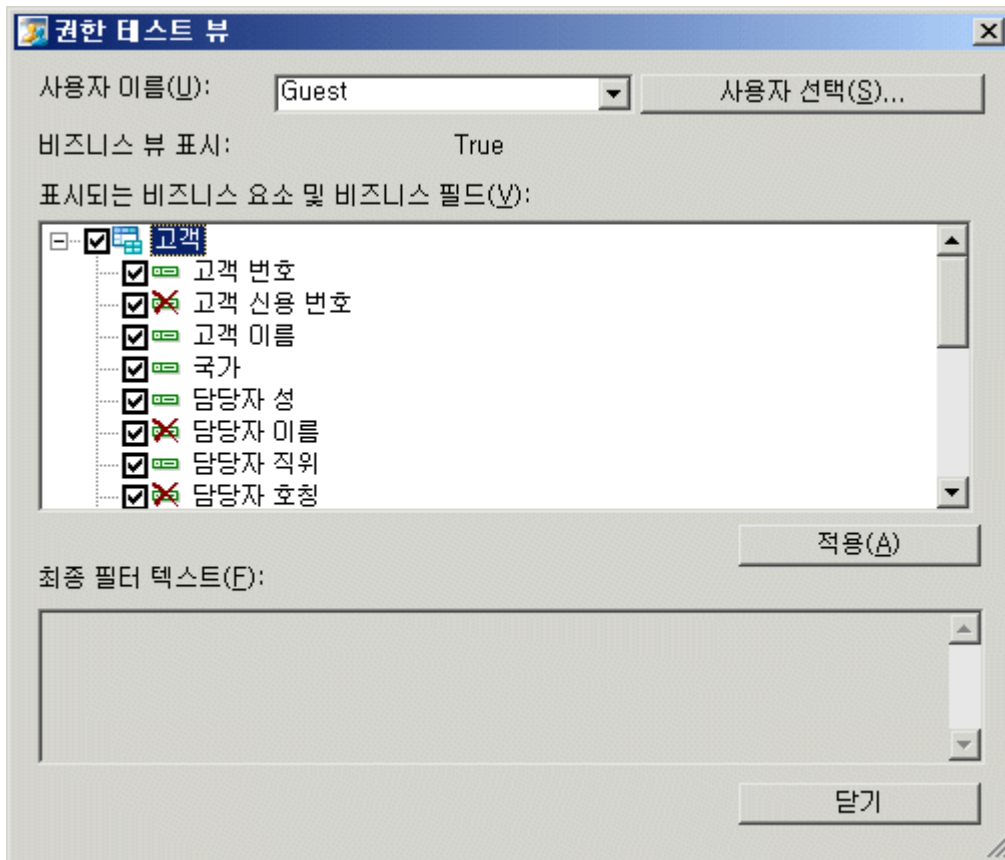 권한 테스트 뷰
사용자 이름(U): Guest 사용자 선택(S)...
비즈니스 뷰 표시: True
표시되는 비즈니스 요소 및 비즈니스 필드(V):
고객
고객 번호
고객 신용 번호
고객 이름
국가
담당자 성
담당자 이름
담당자 직위
담당자 호칭
적용(A)
최종 필터 텍스트(F):
닫기